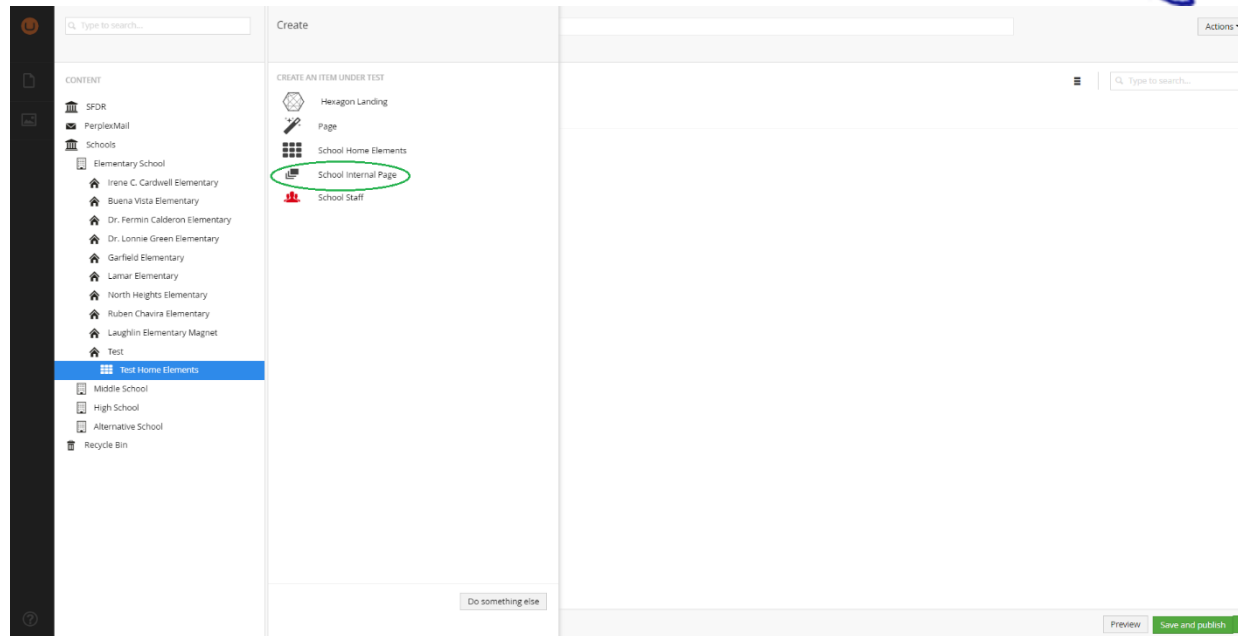 Type to search...
Create
Actions
CONTENT
CREATE AN ITEM UNDER TEST
Type to search...
SFDR
Hexagon Landing
PerplexMail
Page
Schools
School Home Elements
Elementary School
School Internal Page
Irene C. Cardwell Elementary
School Staff
Buena Vista Elementary
Dr. Fermin Calderon Elementary
Dr. Lonnie Green Elementary
Garfield Elementary
Lamar Elementary
North Heights Elementary
Ruben Chavira Elementary
Laughlin Elementary Magnet
Test
Test Home Elements
Middle School
High School
Alternative School
Recycle Bin
Do something else
Preview
Save and publish